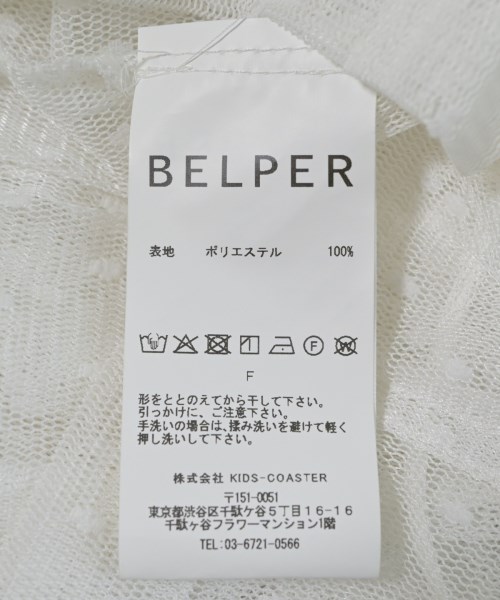 BELPER
表地 ポリエステル 100%
F W
F
形をととのえてから干して下さい。
引っかけに、ご注意下さい。
手洗いの場合は、揉み洗いを避けて軽く
押し洗いして下さい。
株式会社 KIDS-COASTER
〒151-0051
東京都渋谷区千駄ケ谷5丁目16-16
千駄ヶ谷フラワーマンション1階
TEL:03-6721-0566